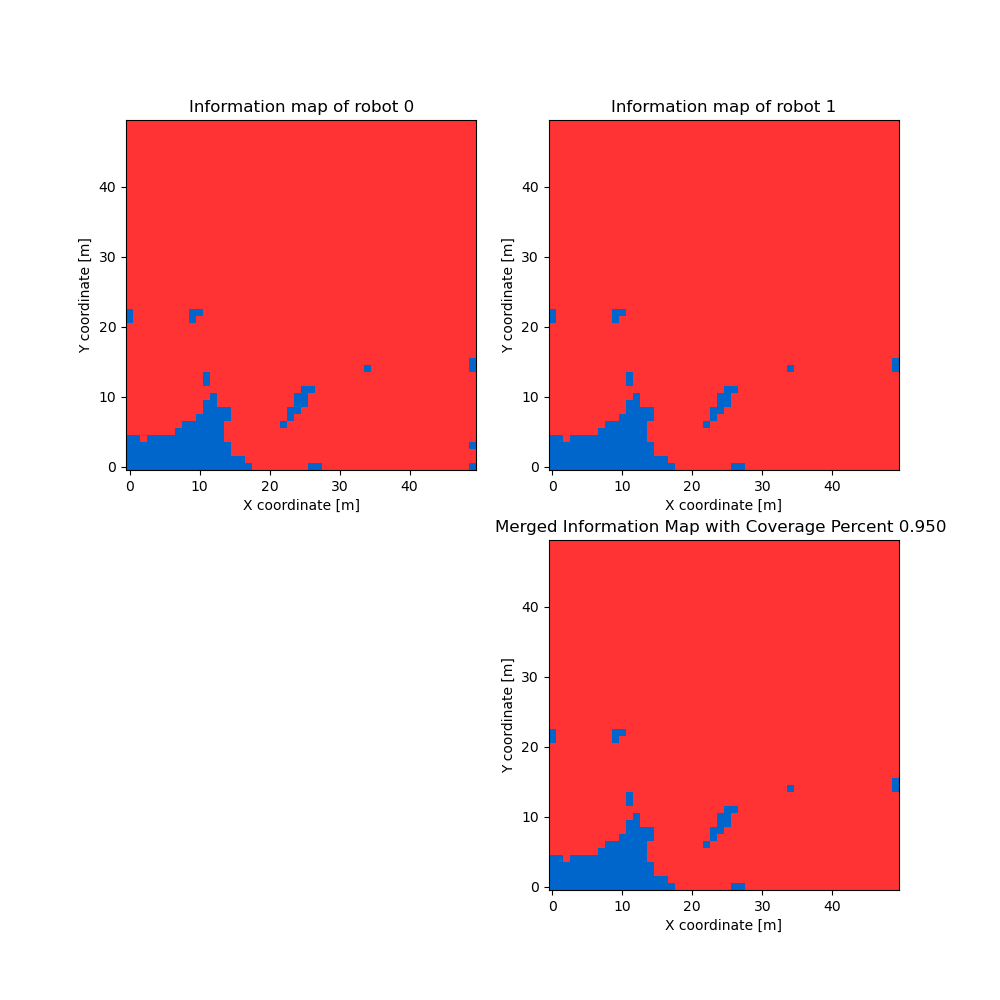 Information map of robot 0
Information map of robot 1
Y coordinate [m]
40
30
20
10
0
0 10 20 30 40
X coordinate [m]
Y coordinate [m]
40
30
20
10
0
0 10 20 30 40
X coordinate [m]
Merged Information Map with Coverage Percent 0.950
Y coordinate [m]
40
30
20
10
0
0 10 20 30 40
X coordinate [m]